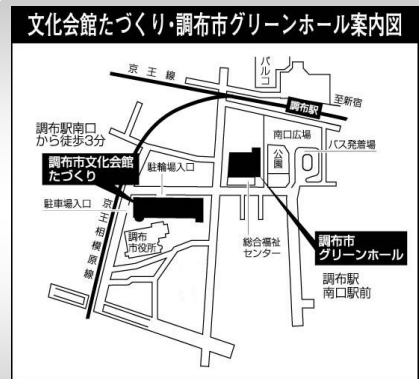 文化会館たづくり・調布市グリーンホール案内図
京王線
パルコ
調布駅
至新宿
調布駅南口
から徒歩3分
南口広場
バス発着場
公園
調布市文化会館
たづくり
駐輪場入口
駐車場入口
京王相模原線
調布
市役所
総合福祉
センター
調布市
グリーンホール
調布駅
南口駅前